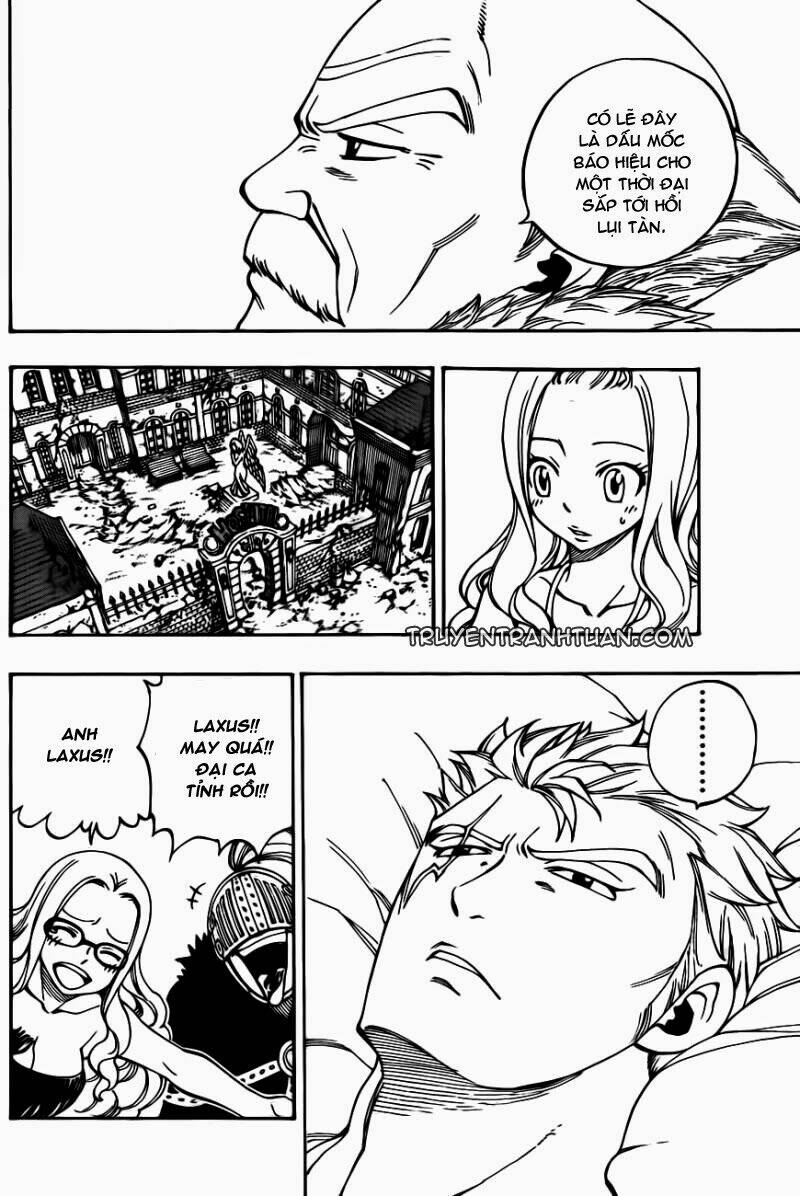 CÓ LẼ ĐÂY
LÀ DẤU MỐC
BÁO HIỆU CHO
MỘT THỜI ĐẠI
SẮP TỚI HỒI
LỤI TÀN.
TRUYENTRANHTUAN.COM
ANH
LAXUS!!
LAXUS!!
MAY QUÁ!!
ĐẠI CA
TỈNH RỒI!!